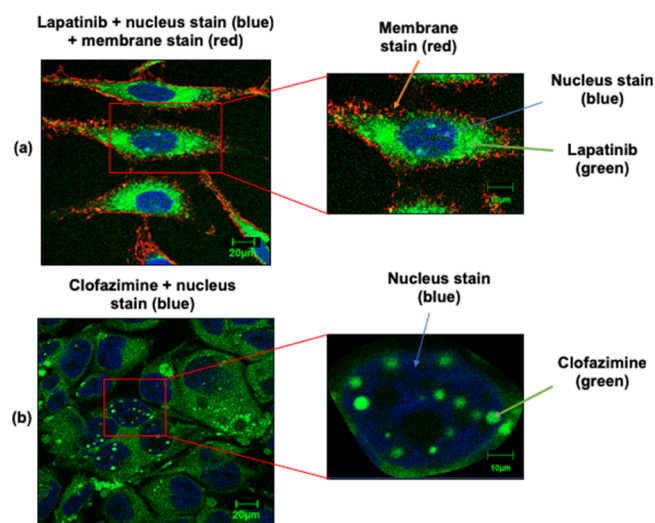 Lapatinib + nucleus stain (blue)
+ membrane stain (red)
Membrane
stain (red)
Nucleus stain
(blue)
Lapatinib
(green)
(a)
20μm
10μm
Clofazimine + nucleus
stain (blue)
Nucleus stain
(blue)
Clofazimine
(green)
(b)
20μm
10μm